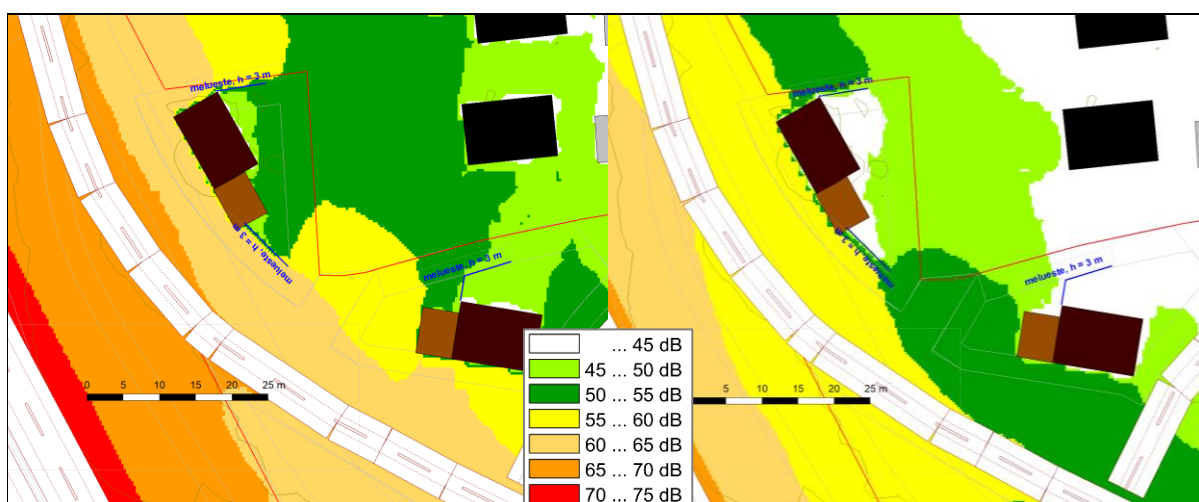 melueste, h = 3 m
melueste, h = 3 m
melueste, h = 3 m
melueste, h = 3 m
melueste, h = 3 m
melueste, h = 3 m
... 45 dB
45 ... 50 dB
50 ... 55 dB
55 ... 60 dB
60 ... 65 dB
65 ... 70 dB
70 ... 75 dB
0 5 10 15 20 25 m
5 10 15 20 25 m